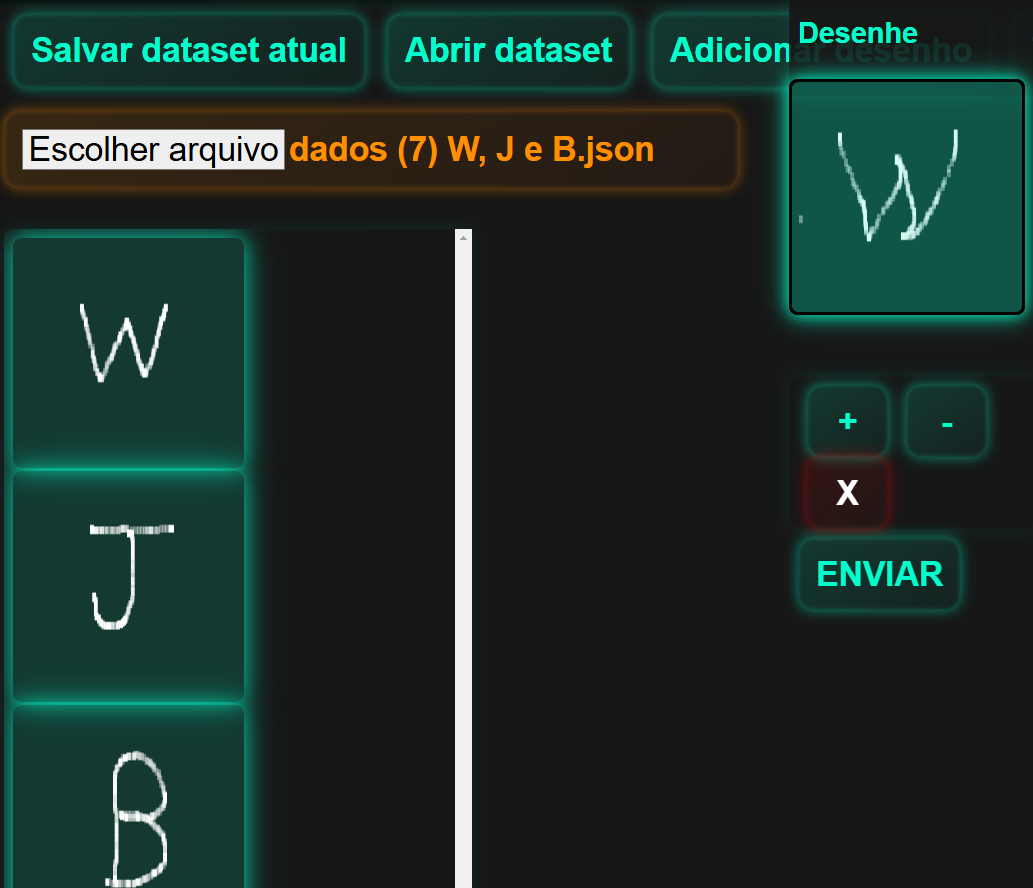 Salvar dataset atual
Abrir dataset
Adicionar desenho
Desenhe
Escolher arquivo dados (7) W, J e B.json
W
W
J
B
+
-
X
ENVIAR